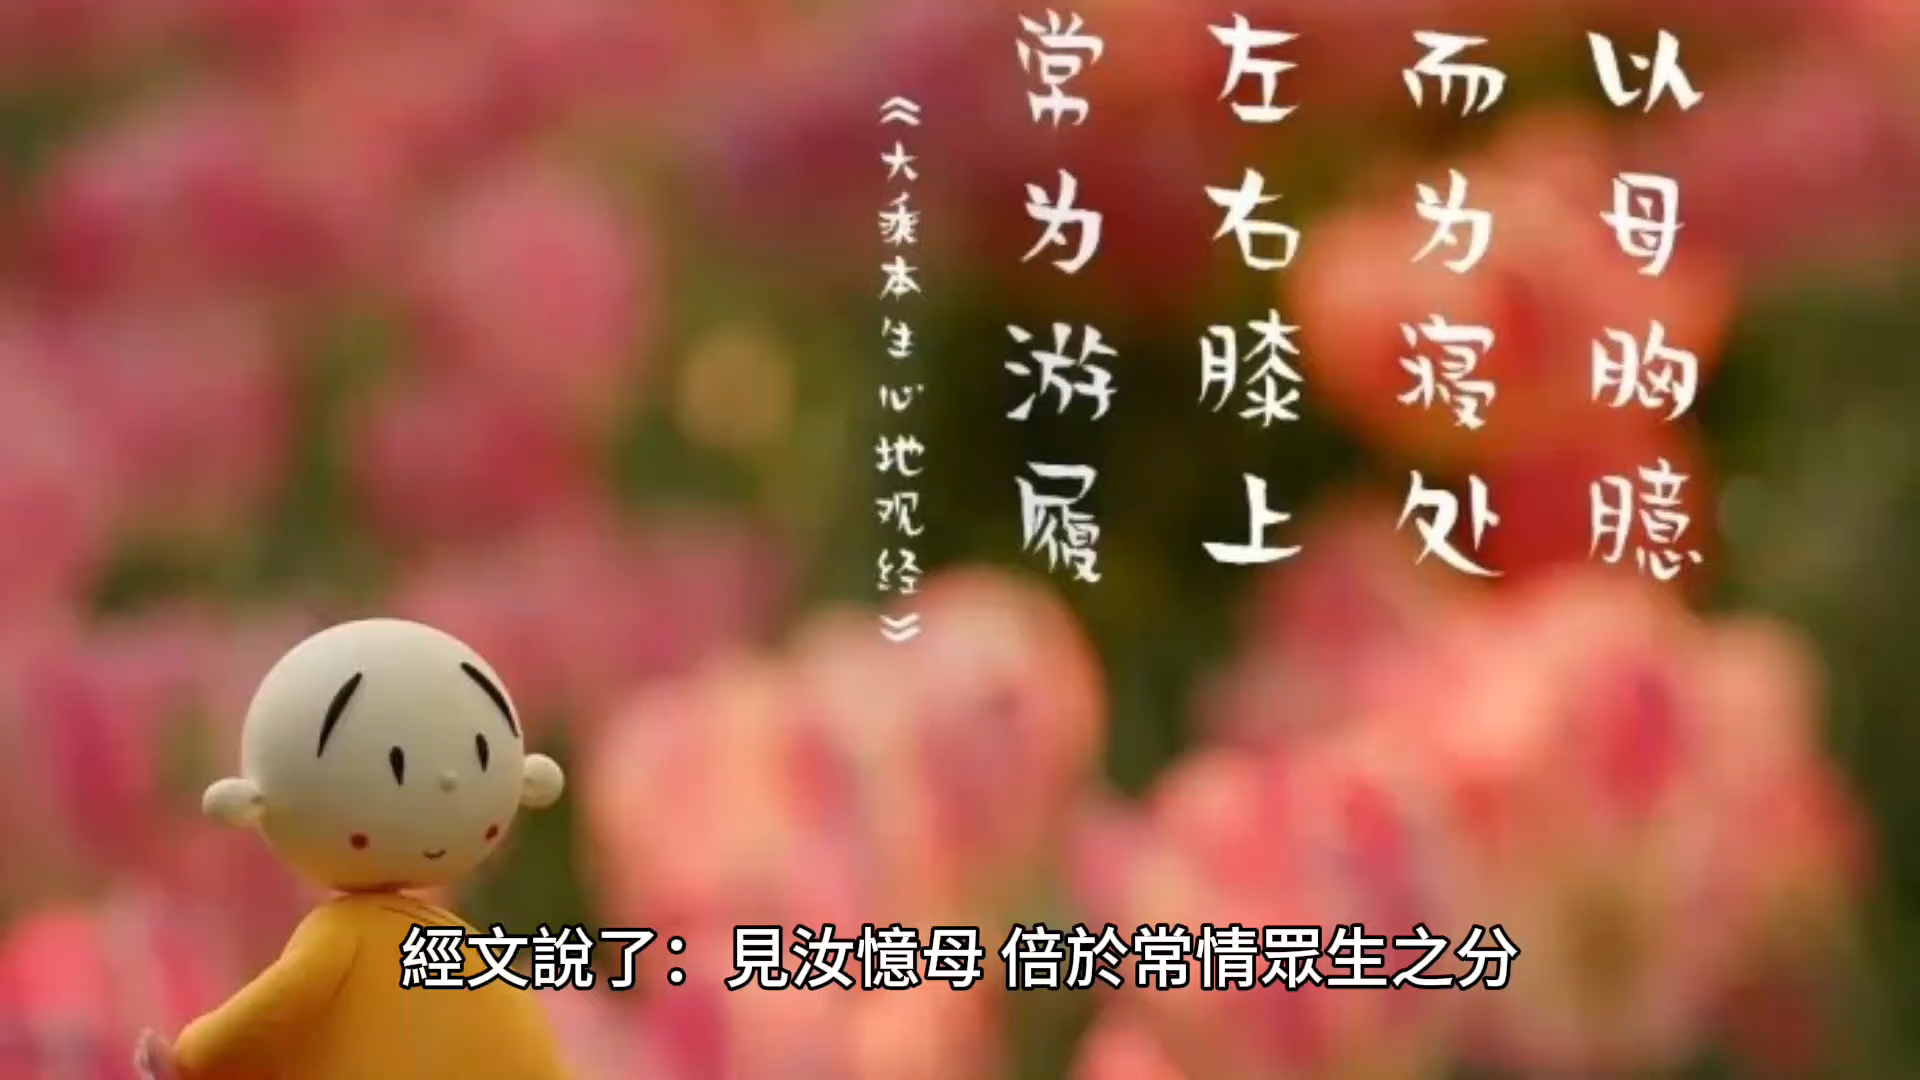 以母胸臆
而为寝处
左右膝上
常为游履
《大乘本生心地观经》
經文說了：見汝憶母 倍於常情眾生之分